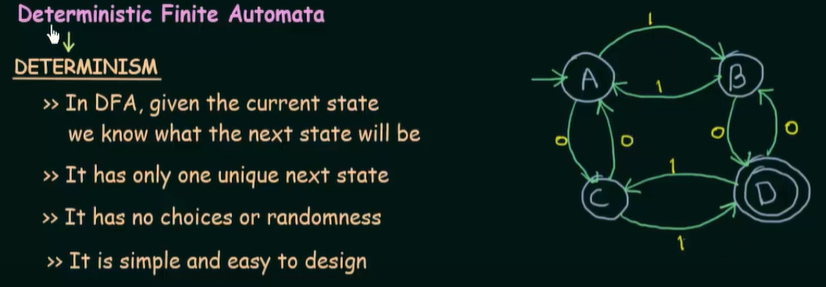 Deterministic Finite Automata
DETERMINISM
>> In DFA, given the current state
we know what the next state will be
>> It has only one unique next state
>> It has no choices or randomness
>> It is simple and easy to design
1
A
B
1
0
0
0
0
1
C
D
1